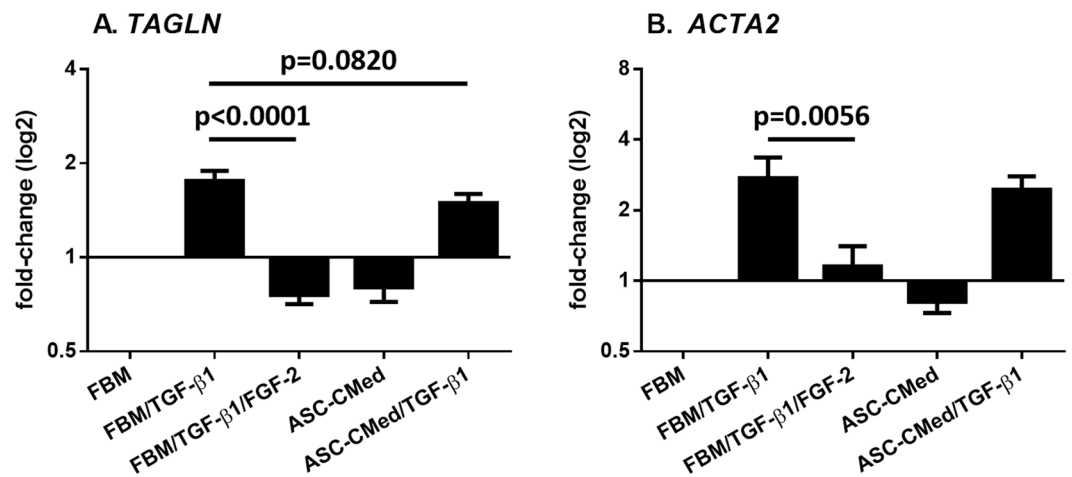 A. TAGLN
fold-change (log2)
4
2
1
0.5
p=0.0820
p<0.0001
FBM
FBM/TGF-β1
FBM/TGF-β1/FGF-2
ASC-CMed
ASC-CMed/TGF-β1
B. ACTA2
fold-change (log2)
8
4
2
1
0.5
p=0.0056
FBM
FBM/TGF-β1
FBM/TGF-β1/FGF-2
ASC-CMed
ASC-CMed/TGF-β1